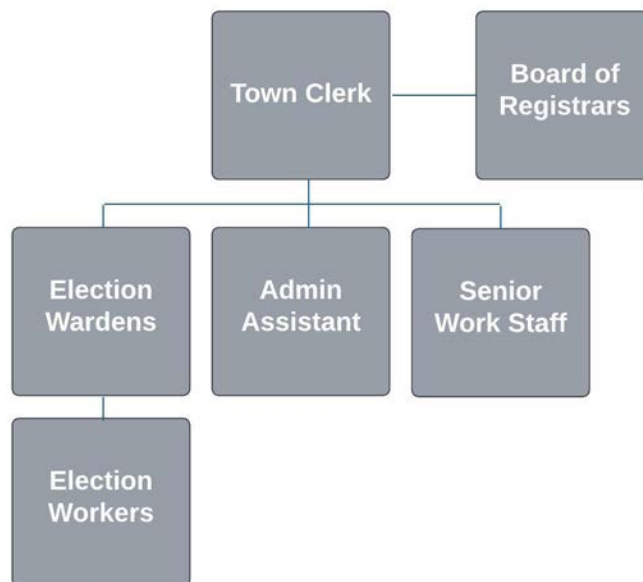 Town Clerk
Board of
Registrars
Election
Wardens
Admin
Assistant
Senior
Work Staff
Election
Workers